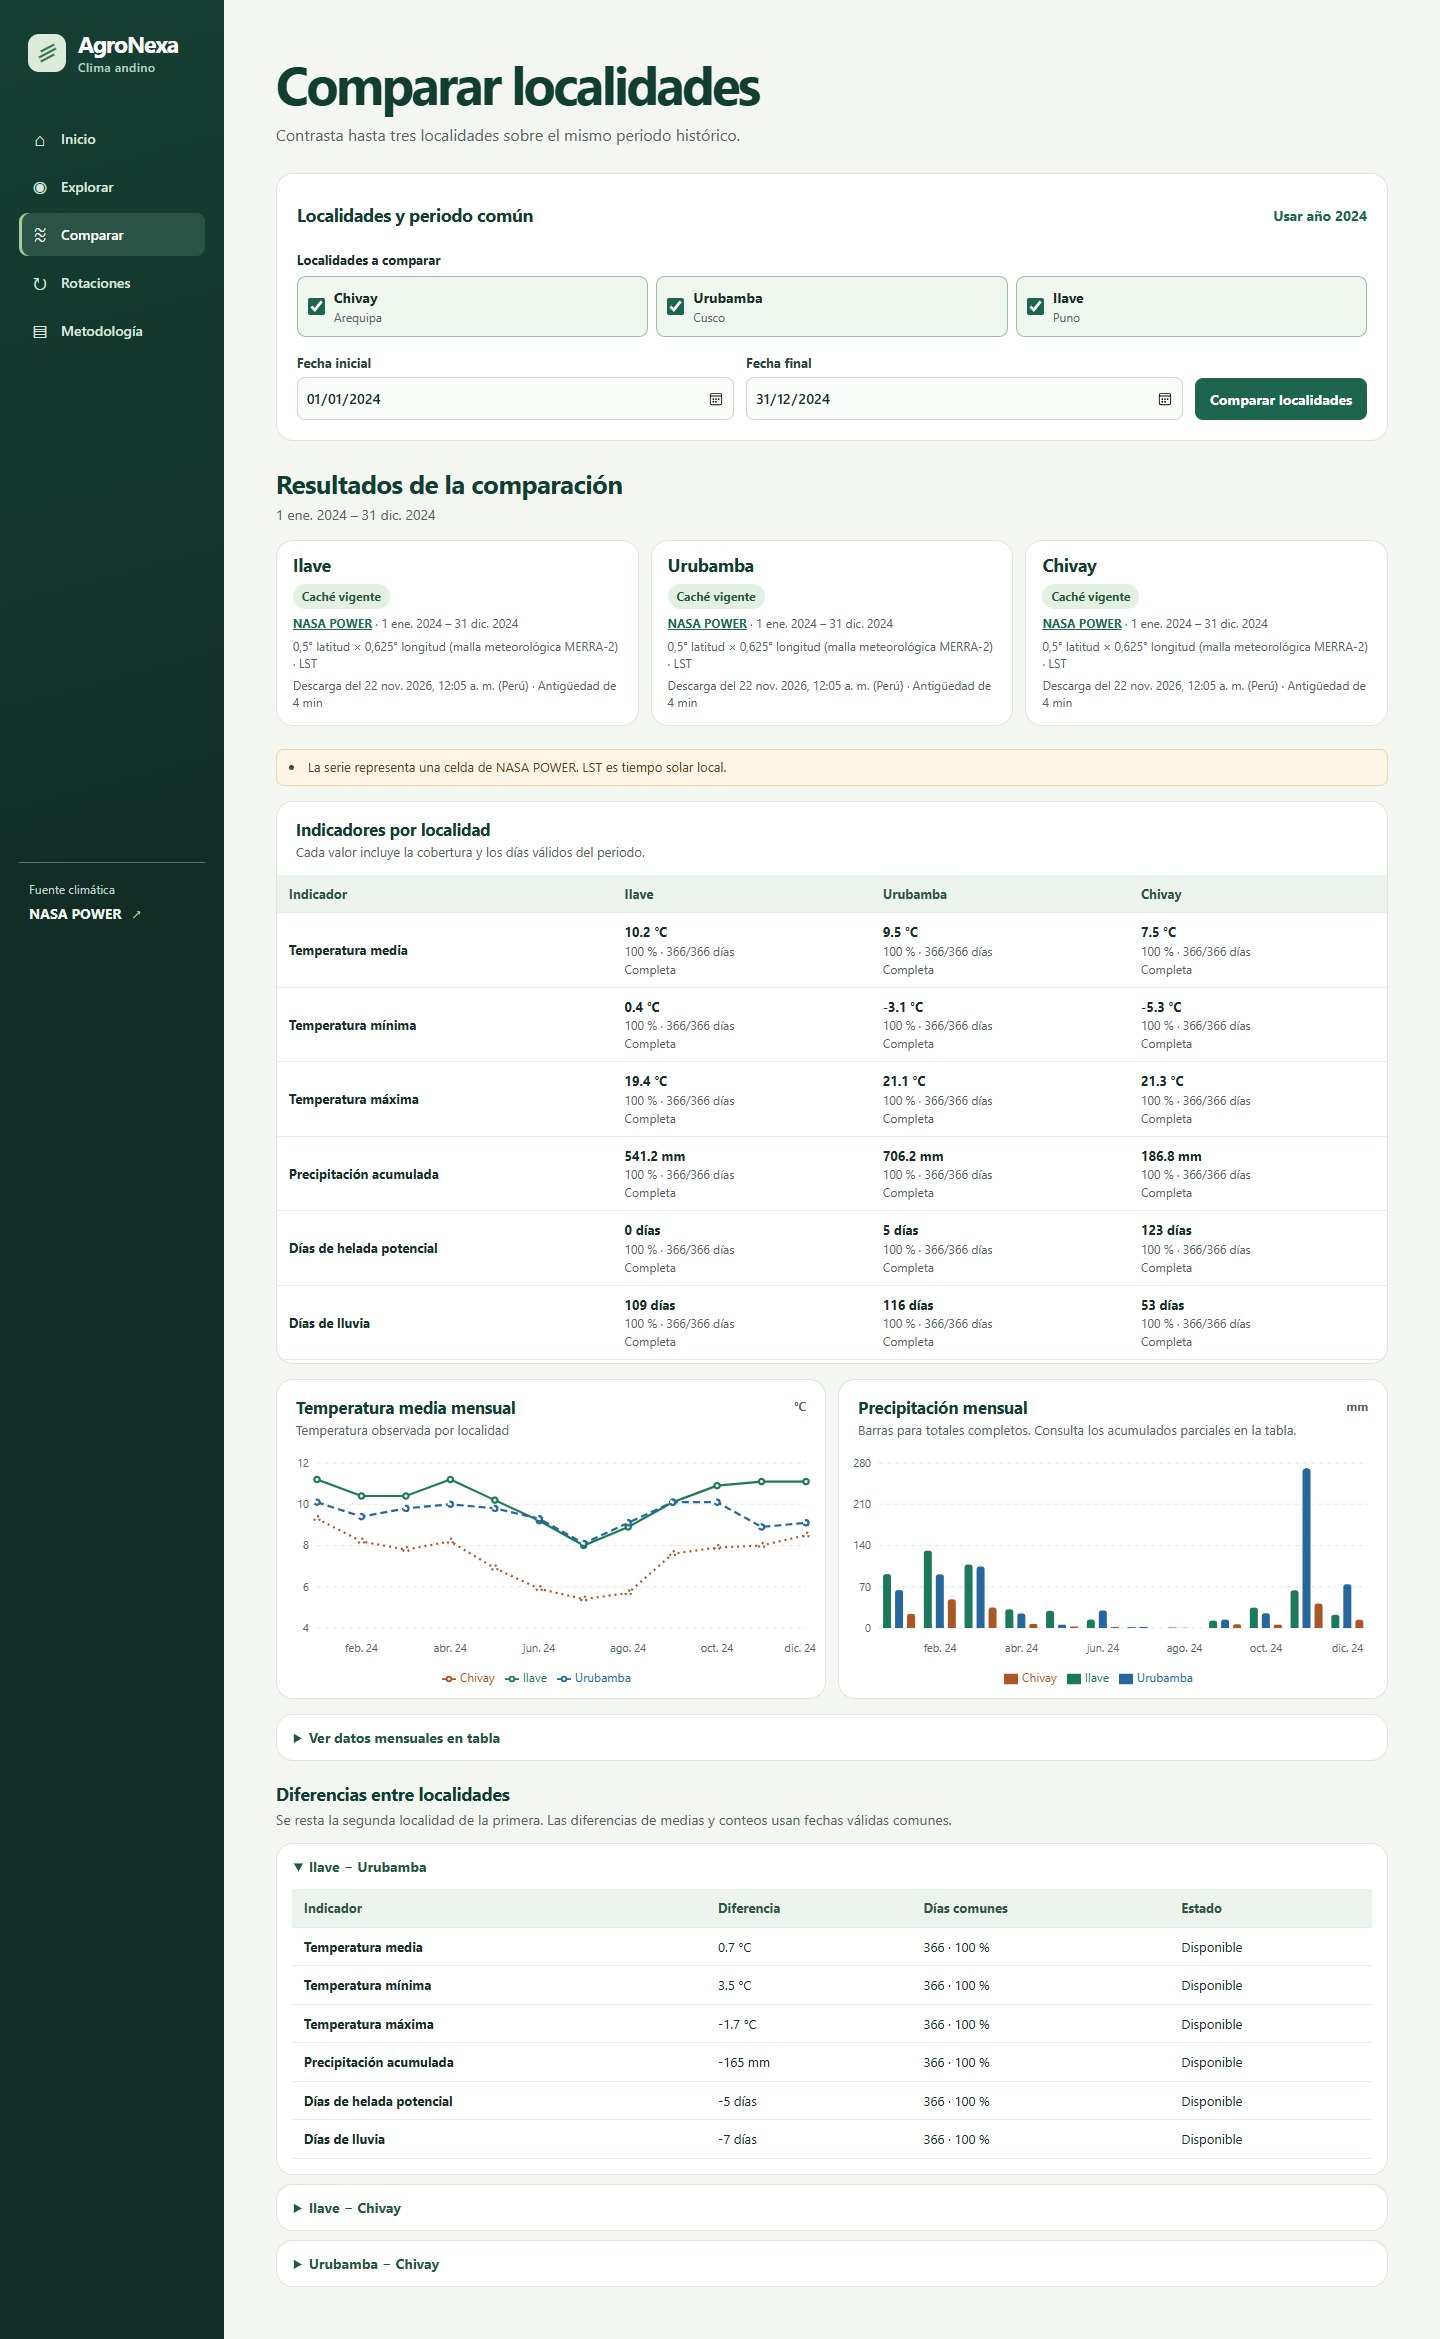 AgroNexa
Clima andino
Inicio
Explorar
Comparar
Rotaciones
Metodología
Fuente climática
NASA POWER ↗
Comparar localidades
Contrasta hasta tres localidades sobre el mismo periodo histórico.
Localidades y periodo común
Usar año 2024
Localidades a comparar
Chivay
Arequipa
Urubamba
Cusco
Ilave
Puno
Fecha inicial
01/01/2024
Fecha final
31/12/2024
Comparar localidades
Resultados de la comparación
1 ene. 2024 – 31 dic. 2024
Ilave
Caché vigente
NASA POWER · 1 ene. 2024 – 31 dic. 2024
0,5° latitud × 0,625° longitud (malla meteorológica MERRA-2)
· LST
Descarga del 22 nov. 2026, 12:05 a. m. (Perú) · Antigüedad de
4 min
Urubamba
Caché vigente
NASA POWER · 1 ene. 2024 – 31 dic. 2024
0,5° latitud × 0,625° longitud (malla meteorológica MERRA-2)
· LST
Descarga del 22 nov. 2026, 12:05 a. m. (Perú) · Antigüedad de
4 min
Chivay
Caché vigente
NASA POWER · 1 ene. 2024 – 31 dic. 2024
0,5° latitud × 0,625° longitud (malla meteorológica MERRA-2)
· LST
Descarga del 22 nov. 2026, 12:05 a. m. (Perú) · Antigüedad de
4 min
• La serie representa una celda de NASA POWER. LST es tiempo solar local.
Indicadores por localidad
Cada valor incluye la cobertura y los días válidos del periodo.
Indicador Ilave Urubamba Chivay
Temperatura media
10.2 °C 9.5 °C 7.5 °C
100 % · 366/366 días 100 % · 366/366 días 100 % · 366/366 días
Completa Completa Completa
Temperatura mínima
0.4 °C -3.1 °C -5.3 °C
100 % · 366/366 días 100 % · 366/366 días 100 % · 366/366 días
Completa Completa Completa
Temperatura máxima
19.4 °C 21.1 °C 21.3 °C
100 % · 366/366 días 100 % · 366/366 días 100 % · 366/366 días
Completa Completa Completa
Precipitación acumulada
541.2 mm 706.2 mm 186.8 mm
100 % · 366/366 días 100 % · 366/366 días 100 % · 366/366 días
Completa Completa Completa
Días de helada potencial
0 días 5 días 123 días
100 % · 366/366 días 100 % · 366/366 días 100 % · 366/366 días
Completa Completa Completa
Días de lluvia
109 días 116 días 53 días
100 % · 366/366 días 100 % · 366/366 días 100 % · 366/366 días
Completa Completa Completa
Temperatura media mensual
°C
Temperatura observada por localidad
12
10
8
6
4
feb. 24 abr. 24 jun. 24 ago. 24 oct. 24 dic. 24
Chivay Ilave Urubamba
Precipitación mensual
mm
Barras para totales completos. Consulta los acumulados parciales en la tabla.
280
210
140
70
0
feb. 24 abr. 24 jun. 24 ago. 24 oct. 24 dic. 24
Chivay Ilave Urubamba
▶ Ver datos mensuales en tabla
Diferencias entre localidades
Se resta la segunda localidad de la primera. Las diferencias de medias y conteos usan fechas válidas comunes.
▼ Ilave − Urubamba
Indicador Diferencia Días comunes Estado
Temperatura media 0.7 °C 366 · 100 % Disponible
Temperatura mínima 3.5 °C 366 · 100 % Disponible
Temperatura máxima -1.7 °C 366 · 100 % Disponible
Precipitación acumulada -165 mm 366 · 100 % Disponible
Días de helada potencial -5 días 366 · 100 % Disponible
Días de lluvia -7 días 366 · 100 % Disponible
▶ Ilave − Chivay
▶ Urubamba − Chivay